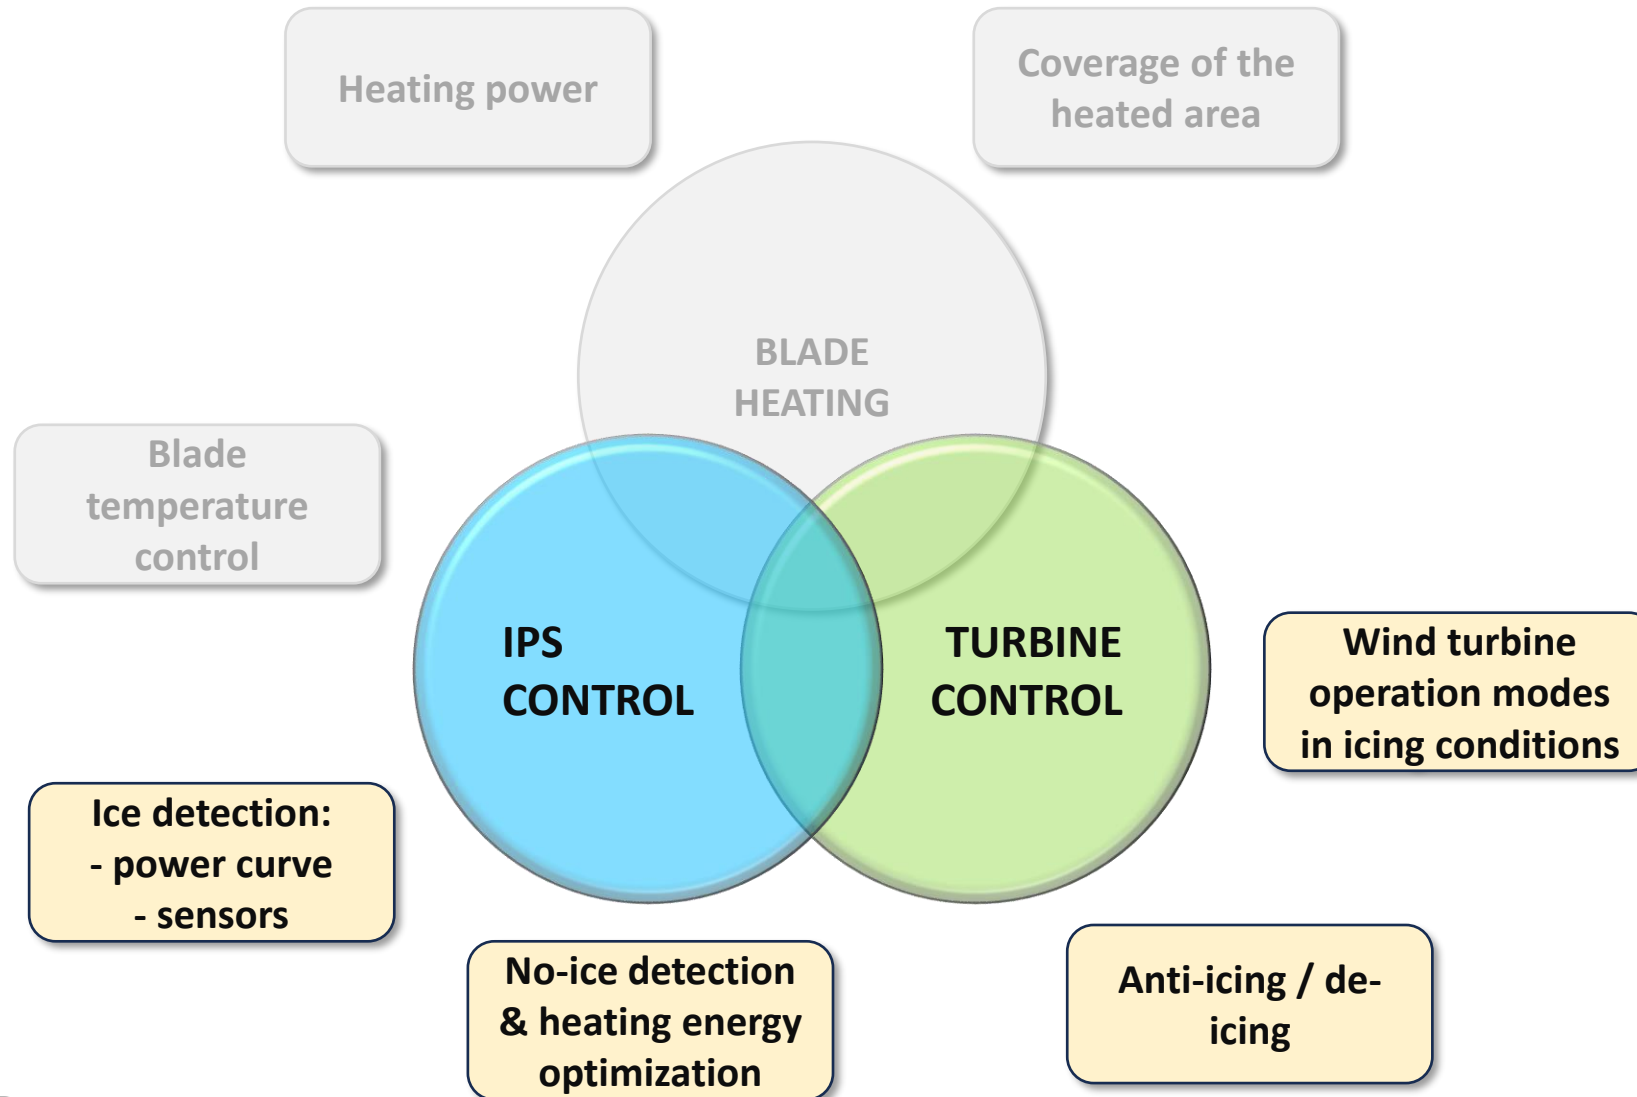 Heating power
Coverage of the
heated area
BLADE
HEATING
Blade
temperature
control
IPS
CONTROL
TURBINE
CONTROL
Wind turbine
operation modes
in icing conditions
Ice detection:
- power curve
- sensors
No-ice detection
& heating energy
optimization
Anti-icing / de-
icing